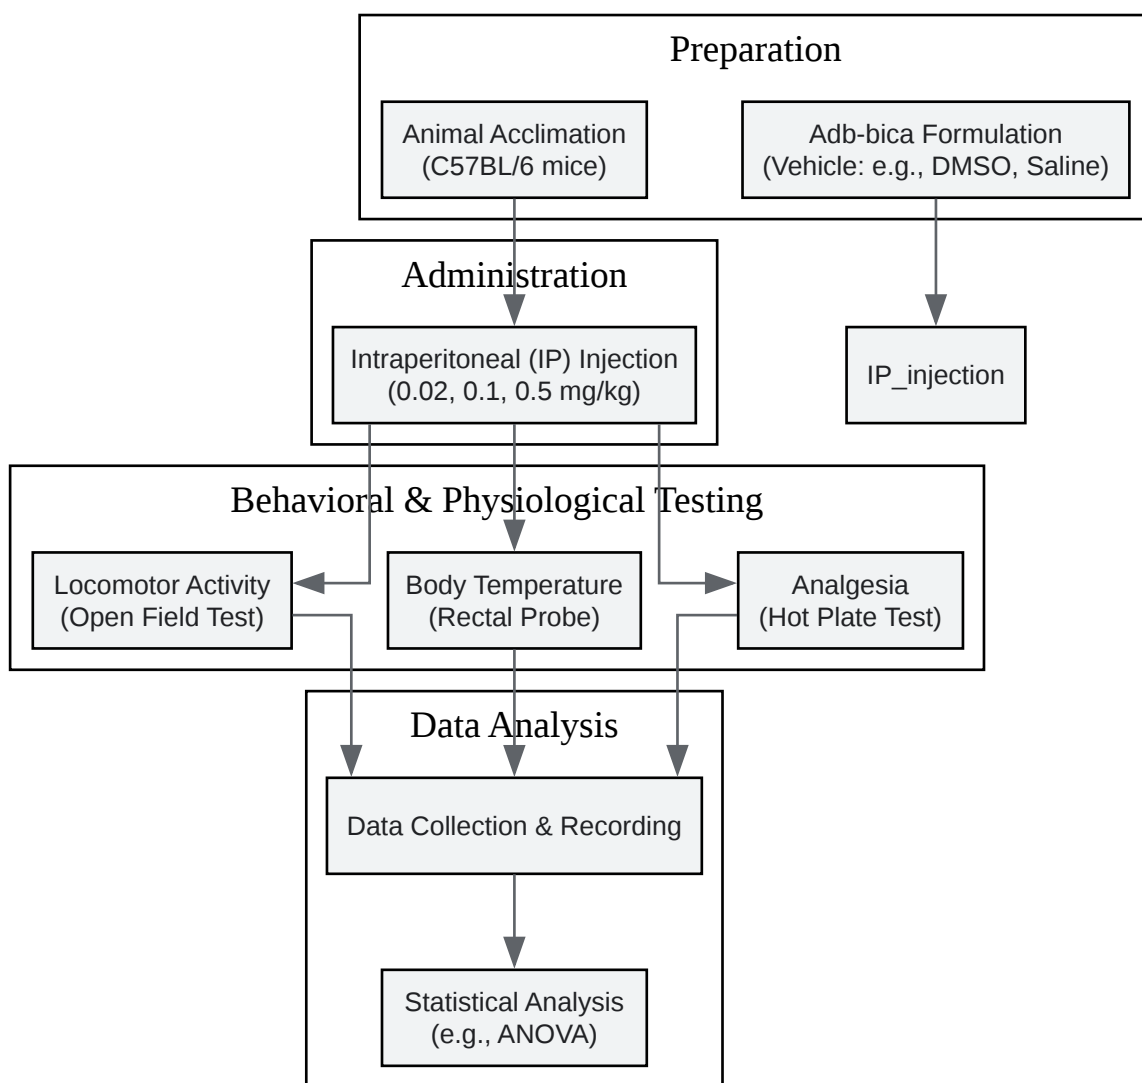 Preparation
Animal Acclimation
(C57BL/6 mice)
Adb-bica Formulation
(Vehicle: e.g., DMSO, Saline)
Administration
Intraperitoneal (IP) Injection
(0.02, 0.1, 0.5 mg/kg)
IP_injection
Behavioral & Physiological Testing
Locomotor Activity
(Open Field Test)
Body Temperature
(Rectal Probe)
Analgesia
(Hot Plate Test)
Data Analysis
Data Collection & Recording
Statistical Analysis
(e.g., ANOVA)